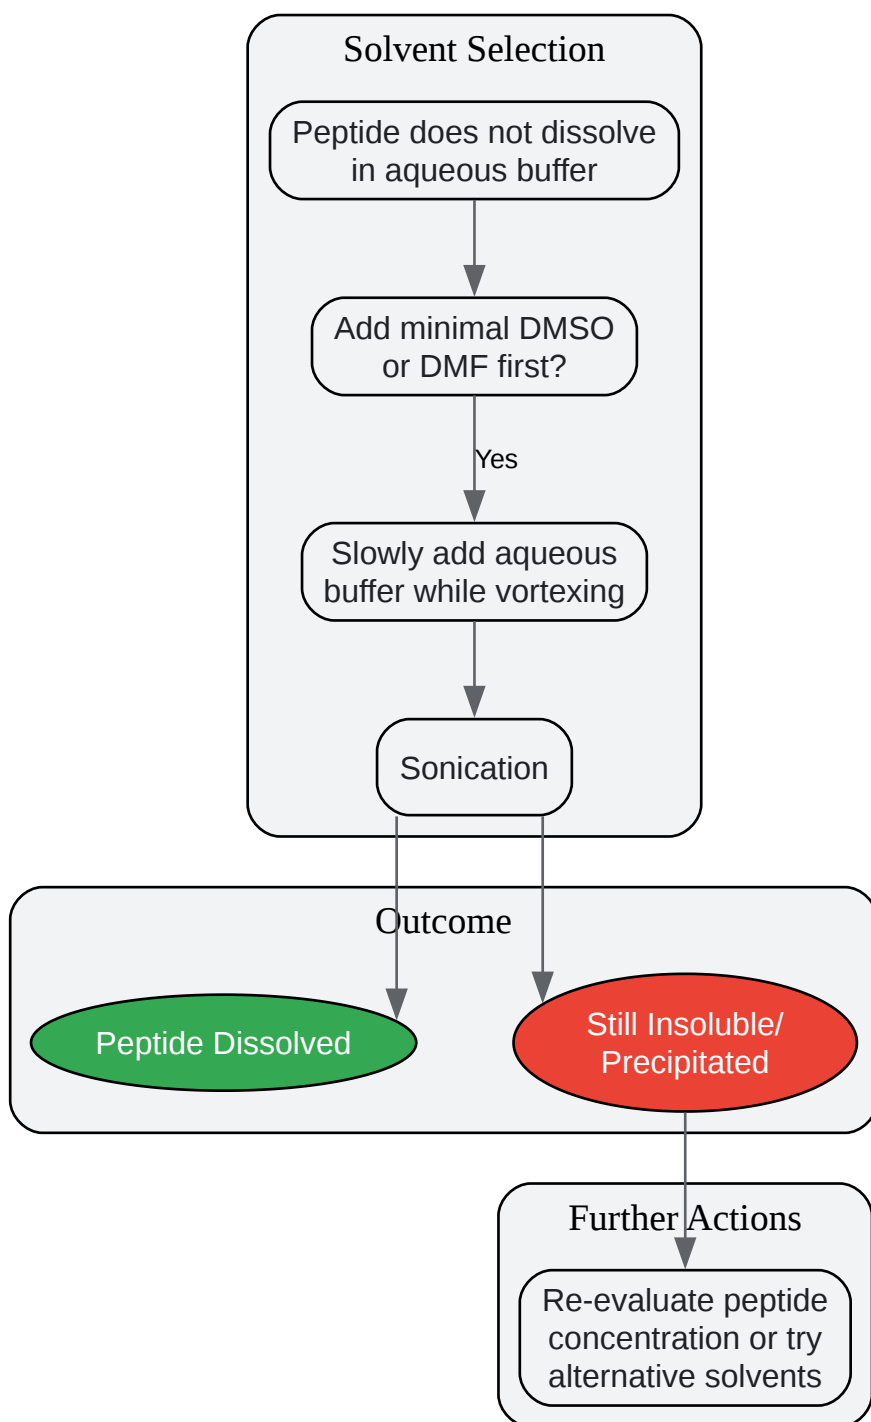 Solvent Selection
Peptide does not dissolve
in aqueous buffer
Add minimal DMSO
or DMF first?
Yes
Slowly add aqueous
buffer while vortexing
Sonication
Outcome
Peptide Dissolved
Still Insoluble/
Precipitated
Further Actions
Re-evaluate peptide
concentration or try
alternative solvents